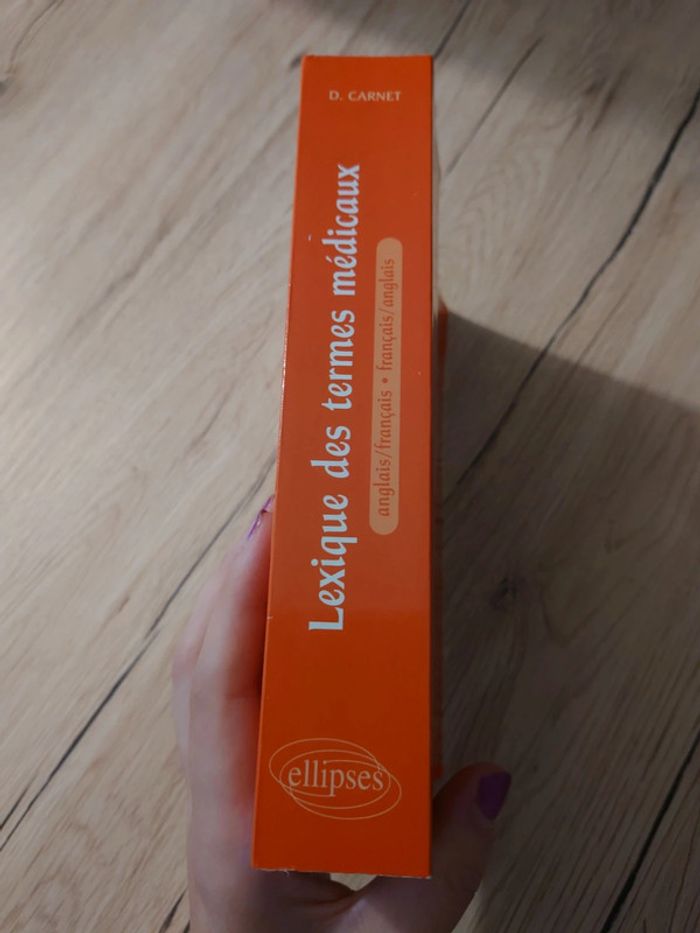 D. CARNET
Lexique des termes médicaux
anglais/français • français/anglais
ellipses